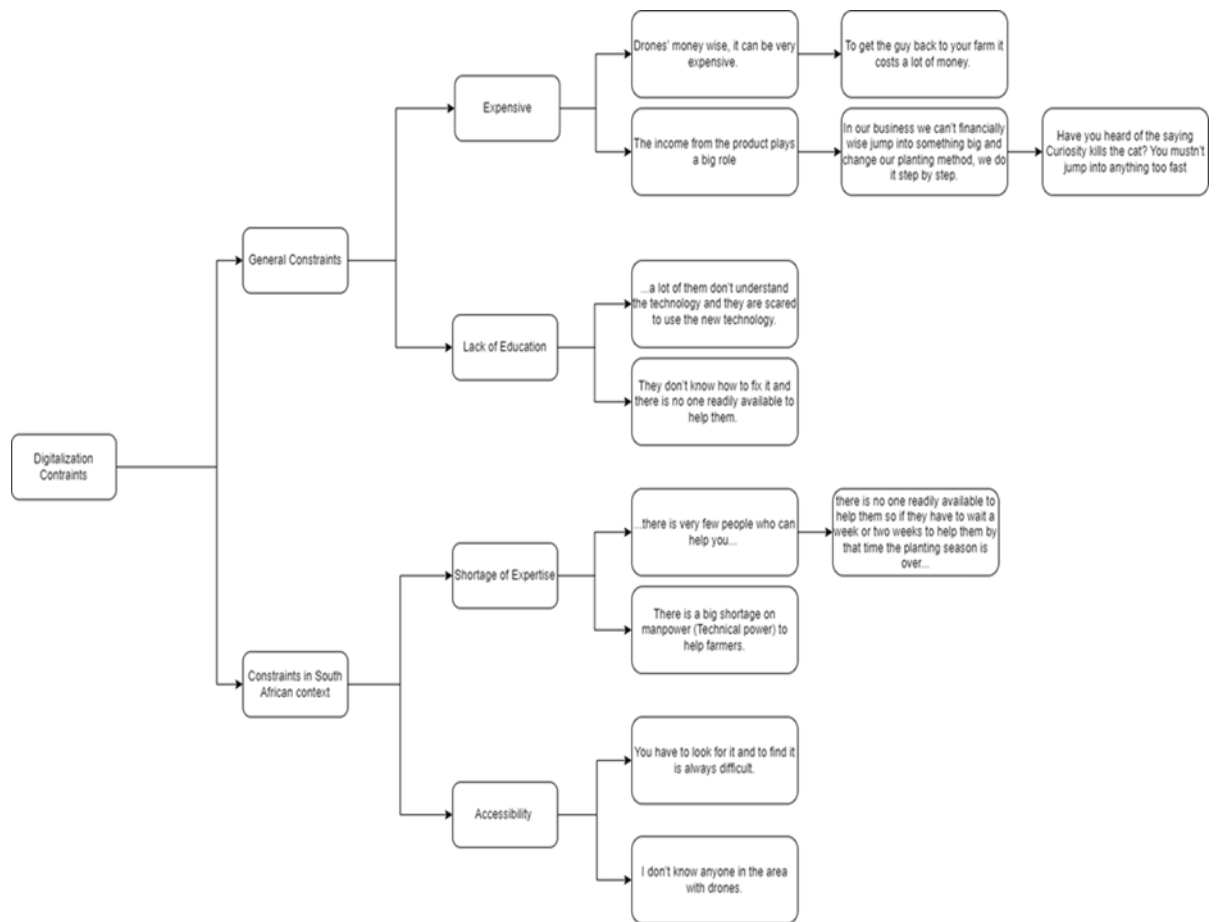 Drones' money wise, it can be very
expensive.
To get the guy back to your farm it
costs a lot of money.
Expensive
The income from the product plays
a big role
In our business we can't financially
wise jump into something big and
change our planting method, we do
it step by step.
Have you heard of the saying
Curiosity kills the cat? You mustn't
jump into anything too fast
General Constraints
...a lot of them don't understand
the technology and they are scared
to use the new technology.
Lack of Education
They don't know how to fix it and
there is no one readily available to
help them.
Digitalization
Contraints
...there is very few people who can
help you...
there is no one readily available to
help them so if they have to wait a
week or two weeks to help them by
that time the planting season is
over...
Shortage of Expertise
There is a big shortage on
manpower (Technical power) to
help farmers.
Constraints in South
African context
You have to look for it and to find it
is always difficult.
Accessibility
I don't know anyone in the area
with drones.